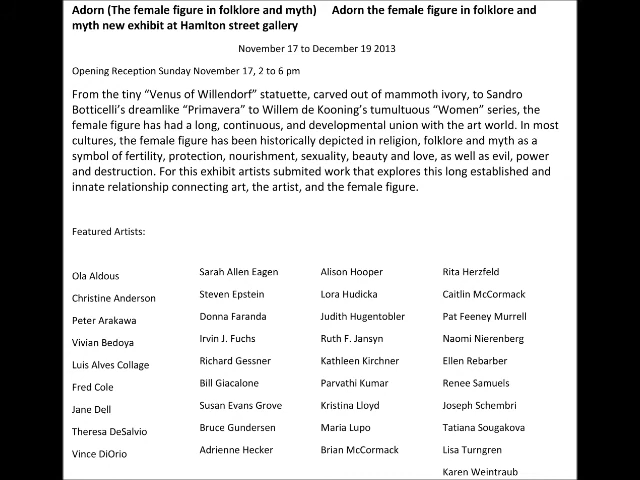 Adorn (The female figure in folklore and myth) Adorn the female figure in folklore and
myth new exhibit at Hamlton street gallery
November 17 to December 19 2013
Opening Reception Sunday November 17, 2 to 6 pm
From the tiny “Venus of Willendorf” statuette, carved out of mammoth ivory, to Sandro
Botticelli’s dreamlike “Primavera” to Willem de Kooning’s tumultuous “Women” series, the
female figure has had a long, continuous, and developmental union with the art world. In most
cultures, the female figure has been historically depicted in religion, folklore and myth as a
symbol of fertility, protection, nourishment, sexuality, beauty and love, as well as evil, power
and destruction. For this exhibit artists submited work that explores this long established and
innate relationship connecting art, the artist, and the female figure.
Featured Artists:
Ola Aldous
Christine Anderson
Peter Arakawa
Vivian Bedoya
Luis Alves Collage
Fred Cole
Jane Dell
Theresa DeSalvio
Vince DiOrio
Sarah Allen Eagen
Steven Epstein
Donna Faranda
Irvin J. Fuchs
Richard Gessner
Bill Giacalone
Susan Evans Grove
Bruce Gundersen
Adrienne Hecker
Alison Hooper
Lora Hudicka
Judith Hugentobler
Ruth F. Jansyn
Kathleen Kirchner
Parvathi Kumar
Kristina Lloyd
Maria Lupo
Brian McCormack
Rita Herzfeld
Caitlin McCormack
Pat Feeney Murrell
Naomi Nierenberg
Ellen Rebarber
Renee Samuels
Joseph Schembri
Tatiana Sougakova
Lisa Turngren
Karen Weintraub